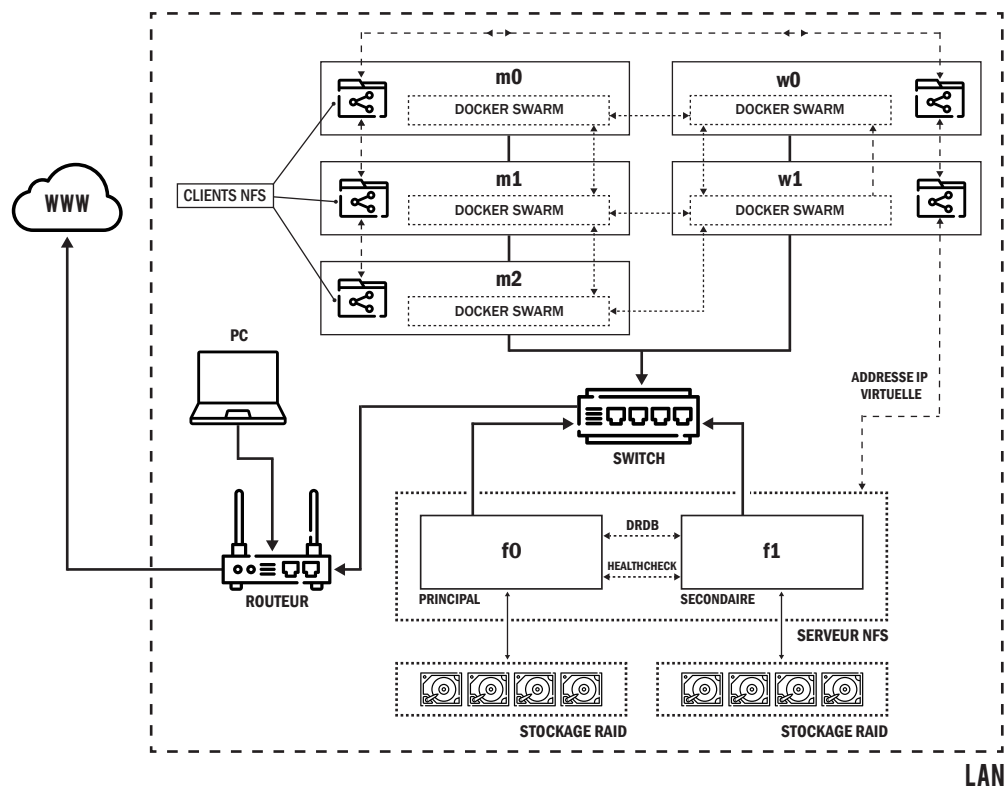 m0
DOCKER SWARM
w0
DOCKER SWARM
CLIENTS NFS
m1
DOCKER SWARM
w1
DOCKER SWARM
WWW
m2
DOCKER SWARM
PC
ADDRESSE IP
VIRTUELLE
SWITCH
f0
DRDB
HEALTHCHECK
f1
PRINCIPAL
SECONDAIRE
ROUTEUR
SERVEUR NFS
STOCKAGE RAID
STOCKAGE RAID
LAN